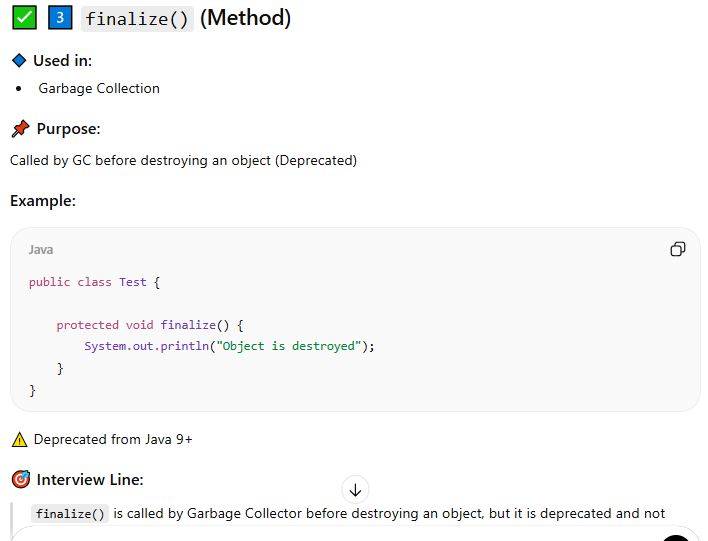 ✅ 3️⃣ finalize() (Method)
🔹 Used in:
• Garbage Collection
📌 Purpose:
Called by GC before destroying an object (Deprecated)
Example:
Java
public class Test {
    protected void finalize() {
        System.out.println("Object is destroyed");
    }
}
⚠️ Deprecated from Java 9+
🎯 Interview Line:
finalize() is called by Garbage Collector before destroying an object, but it is deprecated and not